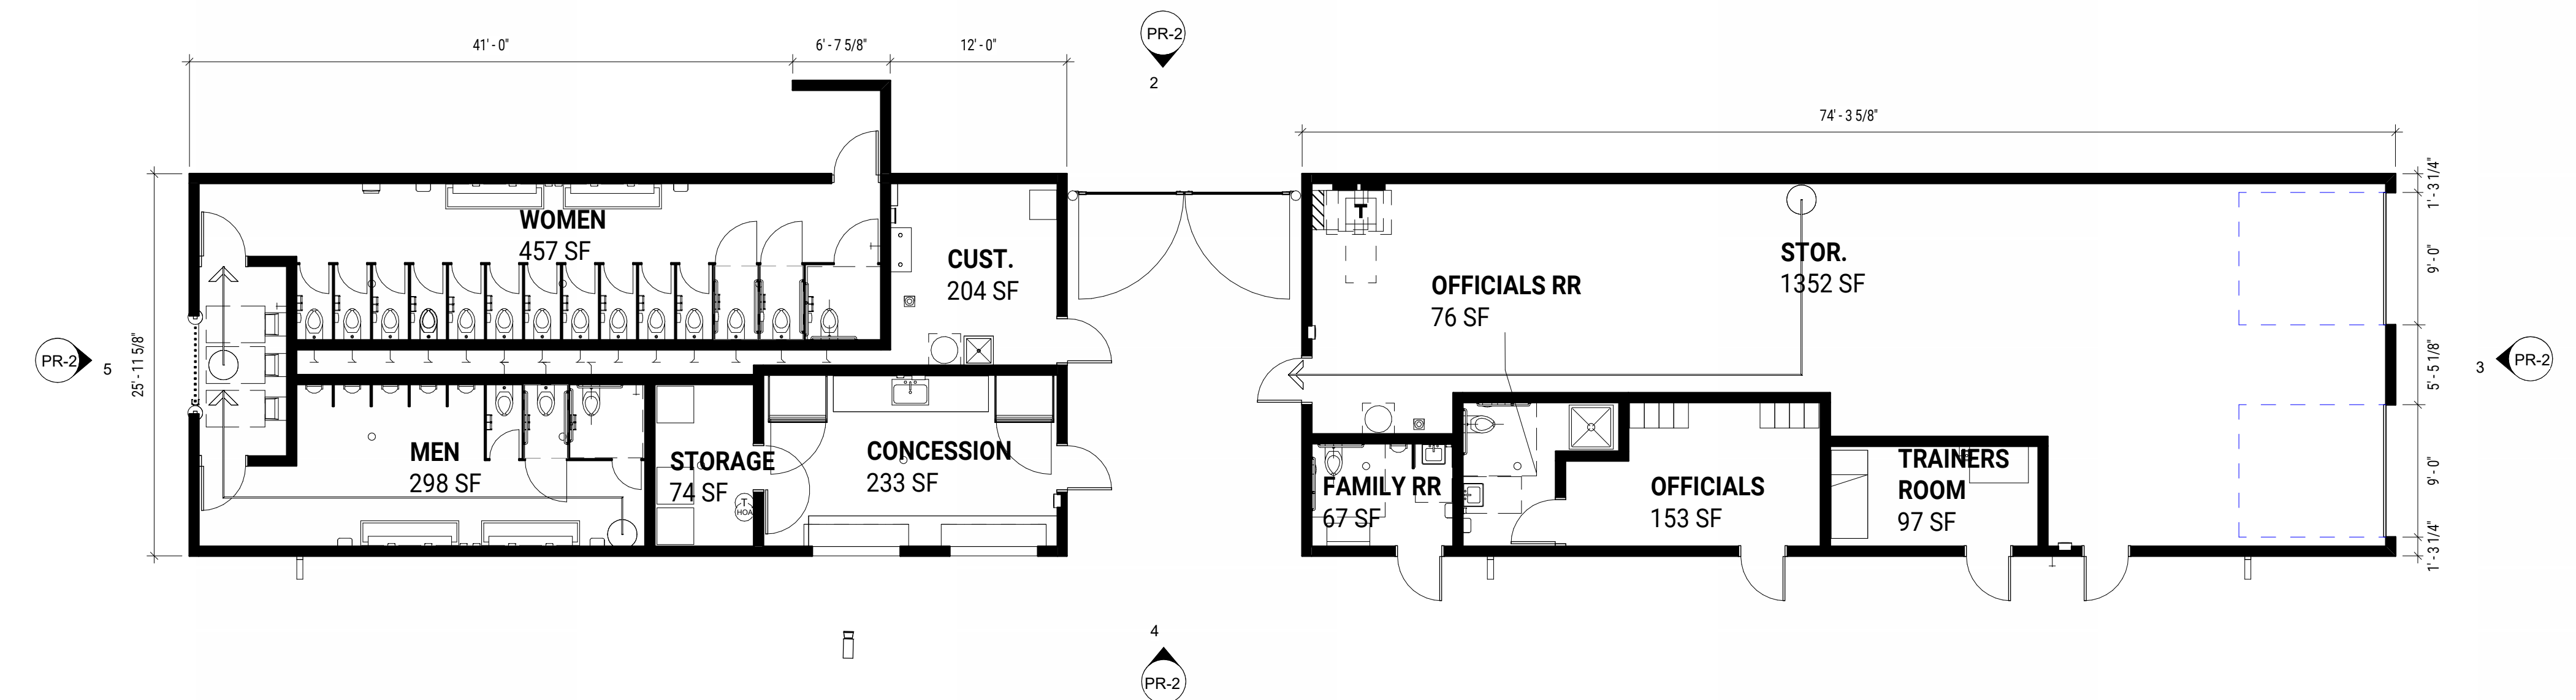 PR-2
2
41' - 0"
6' - 7 5/8"
12' - 0"
74' - 3 5/8"
25' - 11 5/8"
1' - 3 1/4"
9' - 0"
5' - 5 1/8"
9' - 0"
1' - 3 1/4"
PR-2
5
3
PR-2
WOMEN
457 SF
CUST.
204 SF
MEN
298 SF
STORAGE
74 SF
T
HOA
CONCESSION
233 SF
T
OFFICIALS RR
76 SF
STOR.
1352 SF
FAMILY RR
67 SF
OFFICIALS
153 SF
TRAINERS
ROOM
97 SF
4
PR-2